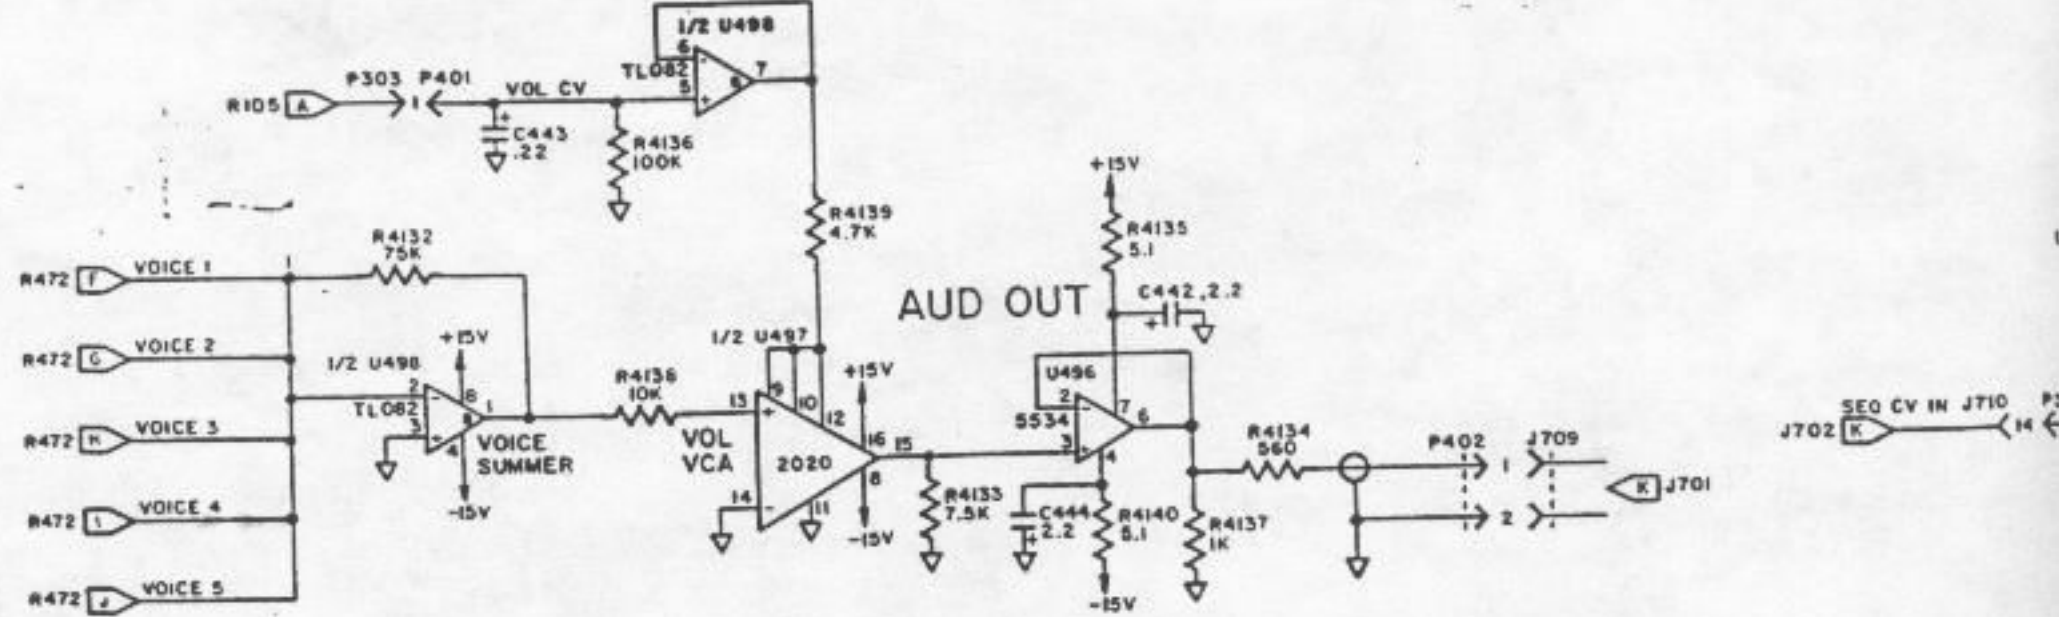 1/2 U498
6
-
TL082
B
7
5
+
P303 P401
R105 A
1
VOL CV
+
C443
.22
R4136
100K
R4139
4.7K
+15V
R4135
5.1
AUD OUT
C442, 2.2
+
R4132
75K
R472 F VOICE 1
R472 G VOICE 2
R472 H VOICE 3
R472 I VOICE 4
R472 J VOICE 5
1/2 U498
+15V
2
-
8
TL082
1
3
+
4
-15V
VOICE
SUMMER
R4138
10K
1/2 U497
9
10
12
+15V
13
+
VOL
VCA
2020
16
15
8
14
-
11
-15V
R4133
7.5K
U496
2
-
7
5534
6
3
+
4
C444
2.2
+
R4140
5.1
-15V
R4137
1K
R4134
560
P402
J709
1
2
K J701
SEQ CV IN J710
J702 K
14